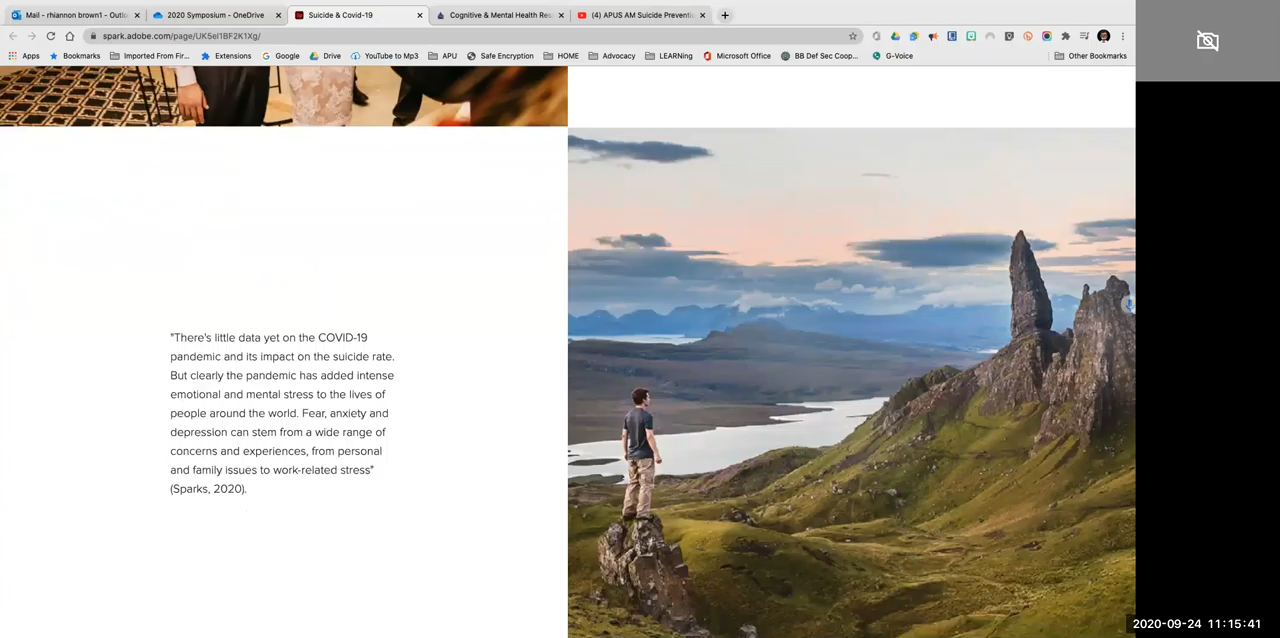 Mail - rhiannon brown1 - Outlo
2020 Symposium - OneDrive
Suicide & Covid-19
Cognitive & Mental Health Res
(4) APUS AM Suicide Preventi
spark.adobe.com/page/UK5eI1BF2K1Xg/
Apps
Bookmarks
Imported From Fir...
Extensions
Google
Drive
YouTube to Mp3
APU
Safe Encryption
HOME
Advocacy
LEARNing
Microsoft Office
BB Def Sec Coop...
G-Voice
Other Bookmarks
"There's little data yet on the COVID-19
pandemic and its impact on the suicide rate.
But clearly the pandemic has added intense
emotional and mental stress to the lives of
people around the world. Fear, anxiety and
depression can stem from a wide range of
concerns and experiences, from personal
and family issues to work-related stress"
(Sparks, 2020).
2020-09-24 11:15:41